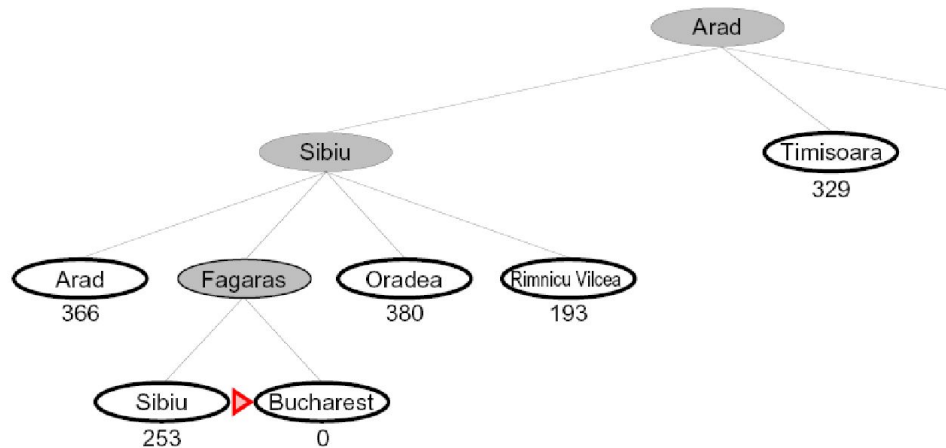 Arad
Sibiu
Timisoara
329
Arad
Fagaras
Oradea
Rimnicu Vilcea
366
380
193
Sibiu
Bucharest
253
0